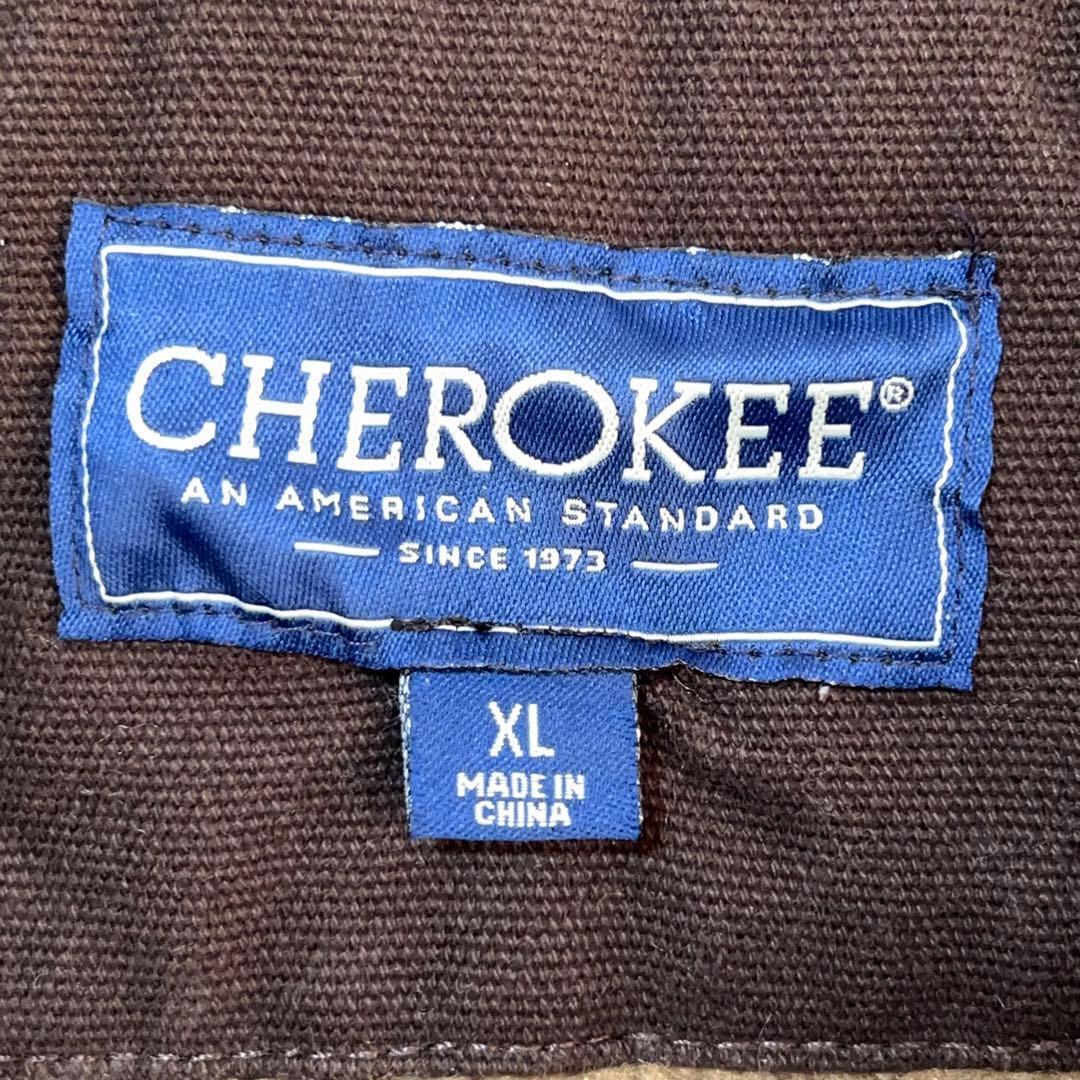 CHEROKEE®
AN AMERICAN STANDARD
SINCE 1973
XL
MADE IN
CHINA